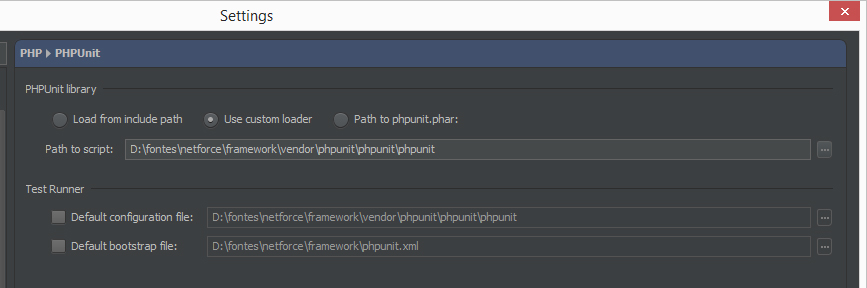 Settings
PHP ▸ PHPUnit
PHPUnit library
Load from include path Use custom loader Path to phpunit.phar:
Path to script: D:\fontes\netforce\framework\vendor\phpunit\phpunit\phpunit ...
Test Runner
Default configuration file: D:\fontes\netforce\framework\vendor\phpunit\phpunit\phpunit ...
Default bootstrap file: D:\fontes\netforce\framework\phpunit.xml ...